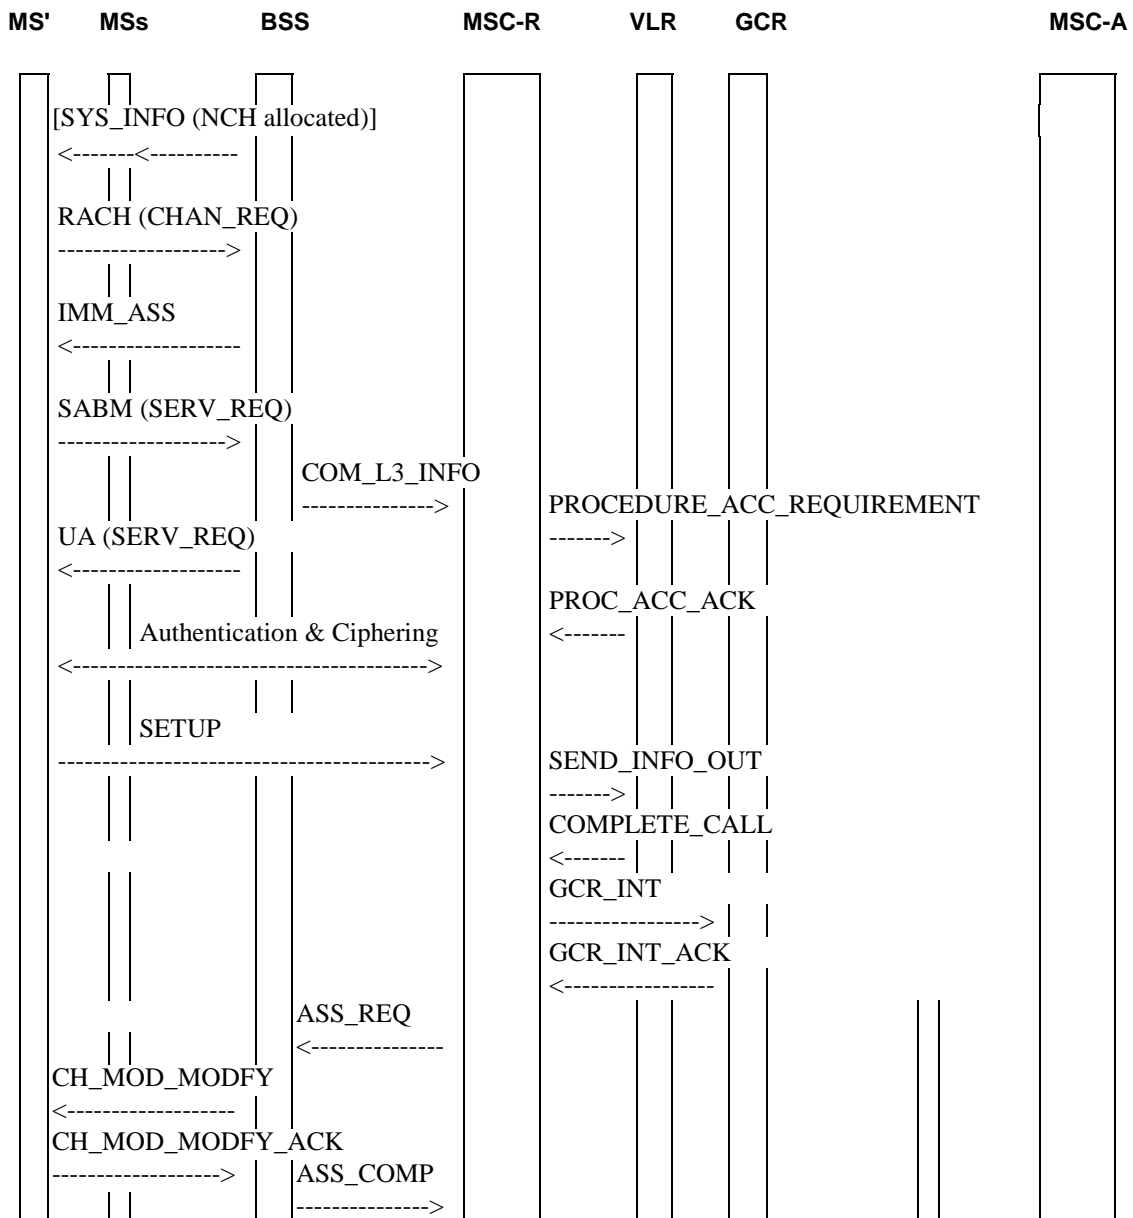 MS' MSs BSS MSC-R VLR GCR MSC-A
[SYS_INFO (NCH allocated)]
<-------<----------
RACH (CHAN_REQ)
------------------->
IMM_ASS
<-------------------
SABM (SERV_REQ)
------------------->
COM_L3_INFO
---------------> PROCEDURE_ACC_REQUIREMENT
UA (SERV_REQ) ------->
<-------------------
PROC_ACC_ACK
Authentication & Ciphering <-------
<---------------------------------------->
SETUP
------------------------------------------> SEND_INFO_OUT
------->
COMPLETE_CALL
<-------
GCR_INT
----------------->
GCR_INT_ACK
<-----------------
ASS_REQ
<---------------
CH_MOD_MODFY
<-------------------
CH_MOD_MODFY_ACK
-------------------> ASS_COMP
--------------->